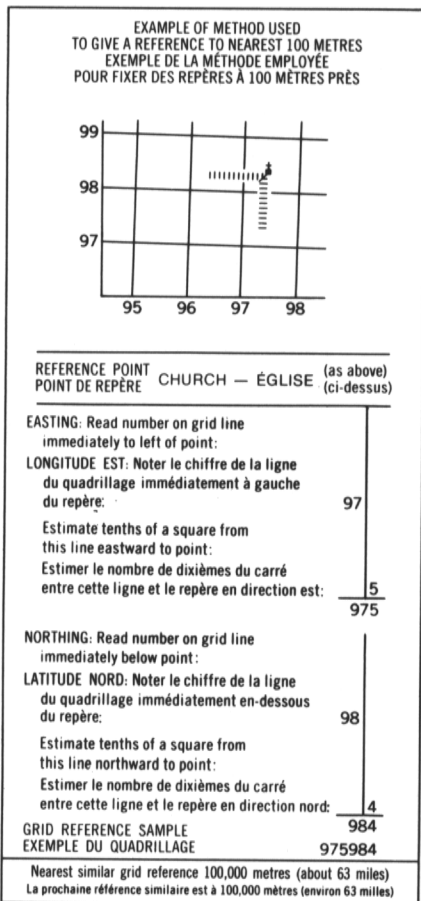 EXAMPLE OF METHOD USED
TO GIVE A REFERENCE TO NEAREST 100 METRES
EXEMPLE DE LA MÉTHODE EMPLOYÉE
POUR FIXER DES REPÈRES À 100 MÈTRES PRÈS
99
98
97
95 96 97 98
REFERENCE POINT
POINT DE REPÈRE CHURCH — ÉGLISE (as above)
(ci-dessus)
EASTING: Read number on grid line
immediately to left of point:
LONGITUDE EST: Noter le chiffre de la ligne
du quadrillage immédiatement à gauche
du repère: 97
Estimate tenths of a square from
this line eastward to point:
Estimer le nombre de dixièmes du carré
entre cette ligne et le repère en direction est: 5
975
NORTHING: Read number on grid line
immediately below point:
LATITUDE NORD: Noter le chiffre de la ligne
du quadrillage immédiatement en-dessous
du repère: 98
Estimate tenths of a square from
this line northward to point:
Estimer le nombre de dixièmes du carré
entre cette ligne et le repère en direction nord: 4
GRID REFERENCE SAMPLE 984
EXEMPLE DU QUADRILLAGE 975984
Nearest similar grid reference 100,000 metres (about 63 miles)
La prochaine référence similaire est à 100,000 mètres (environ 63 milles)